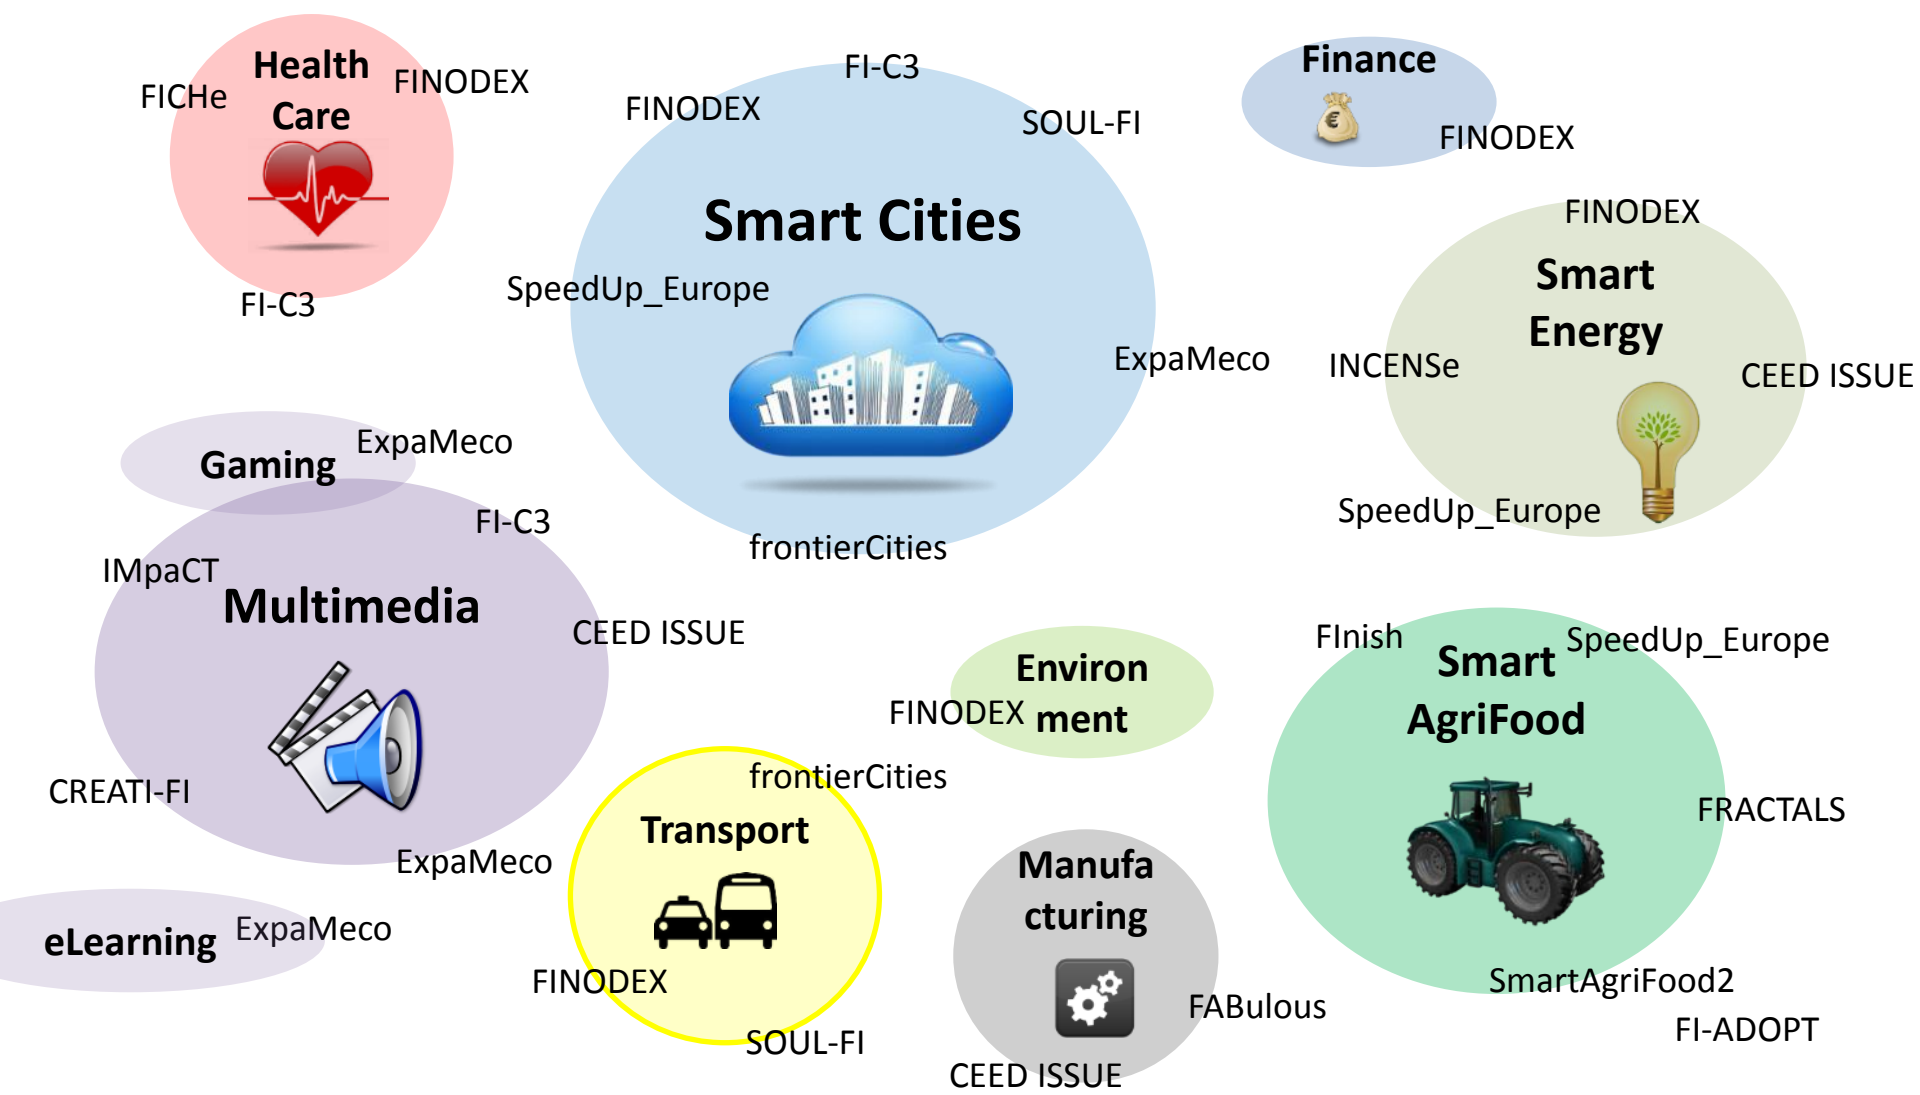 Health
Care
FICHe
FINODEX
FI-C3
FI-C3
FINODEX
SOUL-FI
Smart Cities
SpeedUp_Europe
ExpaMeco
frontierCities
Finance
€
FINODEX
FINODEX
Smart
Energy
INCENSe
CEED ISSUE
SpeedUp_Europe
Gaming
ExpaMeco
FI-C3
IMpaCT
Multimedia
CEED ISSUE
CREATI-FI
ExpaMeco
eLearning
ExpaMeco
Environ
ment
FINODEX
frontierCities
Transport
FINODEX
SOUL-FI
Manufa
cturing
FABulous
CEED ISSUE
FInish
SpeedUp_Europe
Smart
AgriFood
FRACTALS
SmartAgriFood2
FI-ADOPT